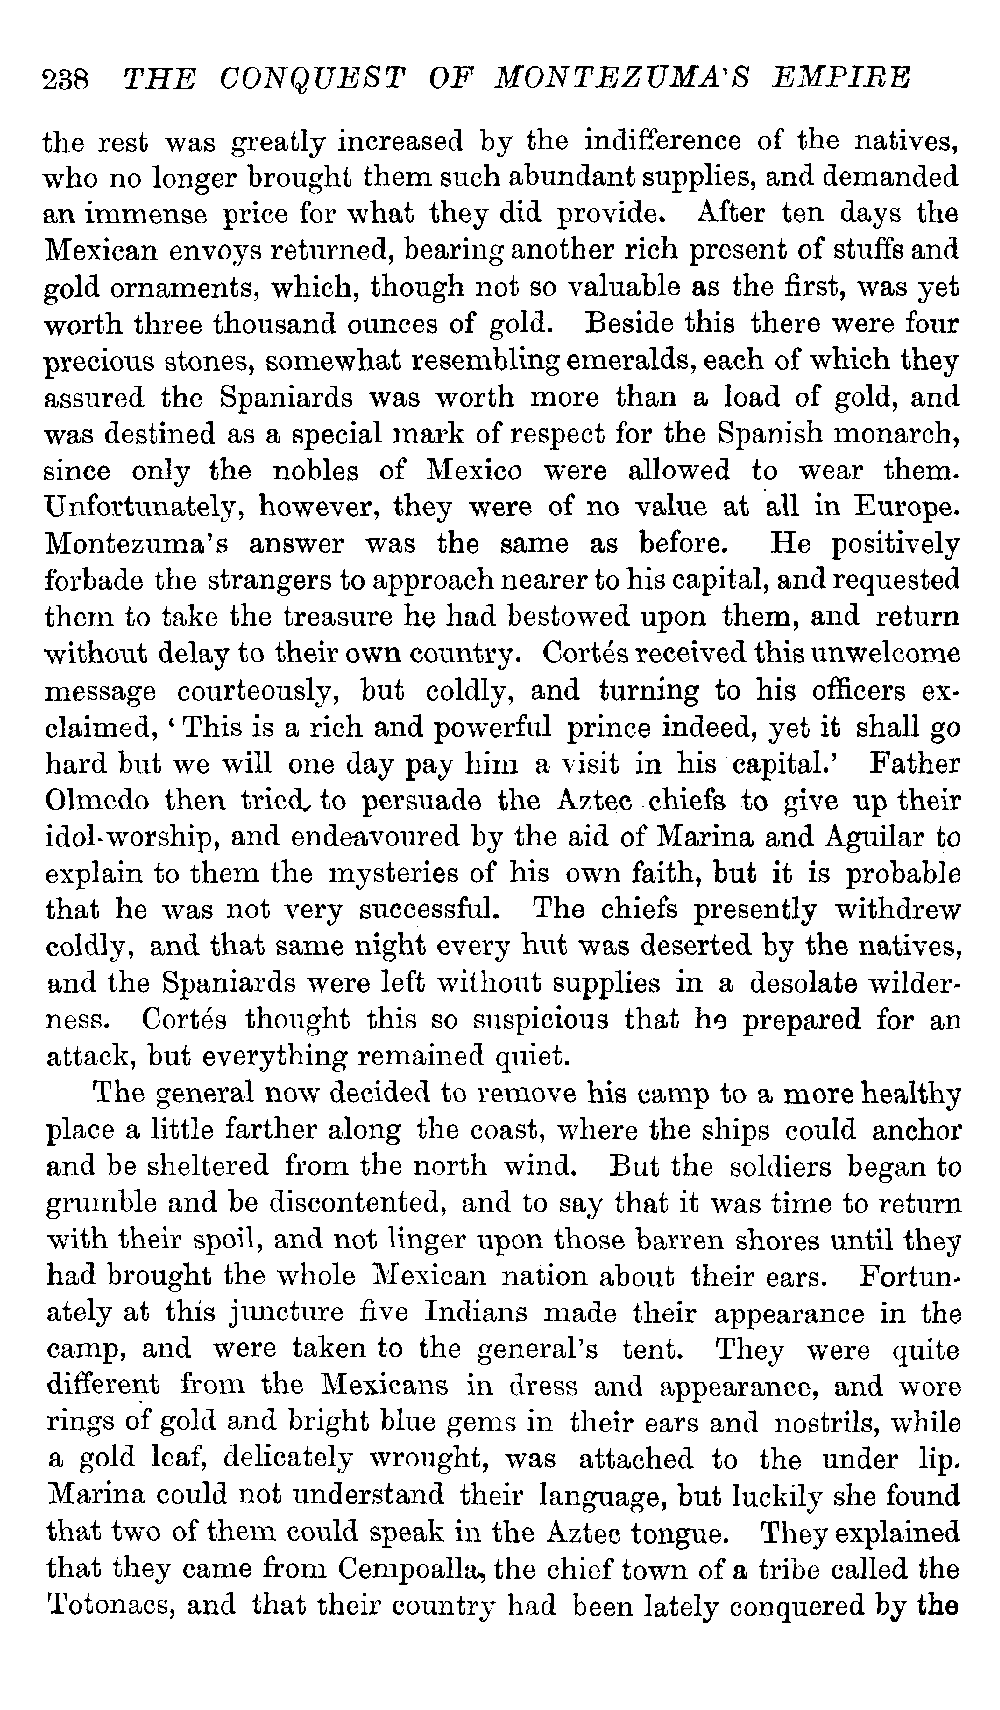 238 THE CONQUEST OF MONTEZUMA'S EMPIRE
the rest was greatly increased by the indifference of the natives,
who no longer brought them such abundant supplies, and demanded
an immense price for what they did provide. After ten days the
Mexican envoys returned, bearing another rich present of stuffs and
gold ornaments, which, though not so valuable as the first, was yet
worth three thousand ounces of gold. Beside this there were four
precious stones, somewhat resembling emeralds, each of which they
assured the Spaniards was worth more than a load of gold, and
was destined as a special mark of respect for the Spanish monarch,
since only the nobles of Mexico were allowed to wear them.
Unfortunately, however, they were of no value at all in Europe.
Montezuma's answer was the same as before. He positively
forbade the strangers to approach nearer to his capital, and requested
them to take the treasure he had bestowed upon them, and return
without delay to their own country. Cortés received this unwelcome
message courteously, but coldly, and turning to his officers ex-
claimed, ‘This is a rich and powerful prince indeed, yet it shall go
hard but we will one day pay him a visit in his capital.’ Father
Olmedo then tried to persuade the Aztec chiefs to give up their
idol-worship, and endeavoured by the aid of Marina and Aguilar to
explain to them the mysteries of his own faith, but it is probable
that he was not very successful. The chiefs presently withdrew
coldly, and that same night every hut was deserted by the natives,
and the Spaniards were left without supplies in a desolate wilder-
ness. Cortés thought this so suspicious that he prepared for an
attack, but everything remained quiet.
The general now decided to remove his camp to a more healthy
place a little farther along the coast, where the ships could anchor
and be sheltered from the north wind. But the soldiers began to
grumble and be discontented, and to say that it was time to return
with their spoil, and not linger upon those barren shores until they
had brought the whole Mexican nation about their ears. Fortun-
ately at this juncture five Indians made their appearance in the
camp, and were taken to the general's tent. They were quite
different from the Mexicans in dress and appearance, and wore
rings of gold and bright blue gems in their ears and nostrils, while
a gold leaf, delicately wrought, was attached to the under lip.
Marina could not understand their language, but luckily she found
that two of them could speak in the Aztec tongue. They explained
that they came from Cempoalla, the chief town of a tribe called the
Totonacs, and that their country had been lately conquered by the